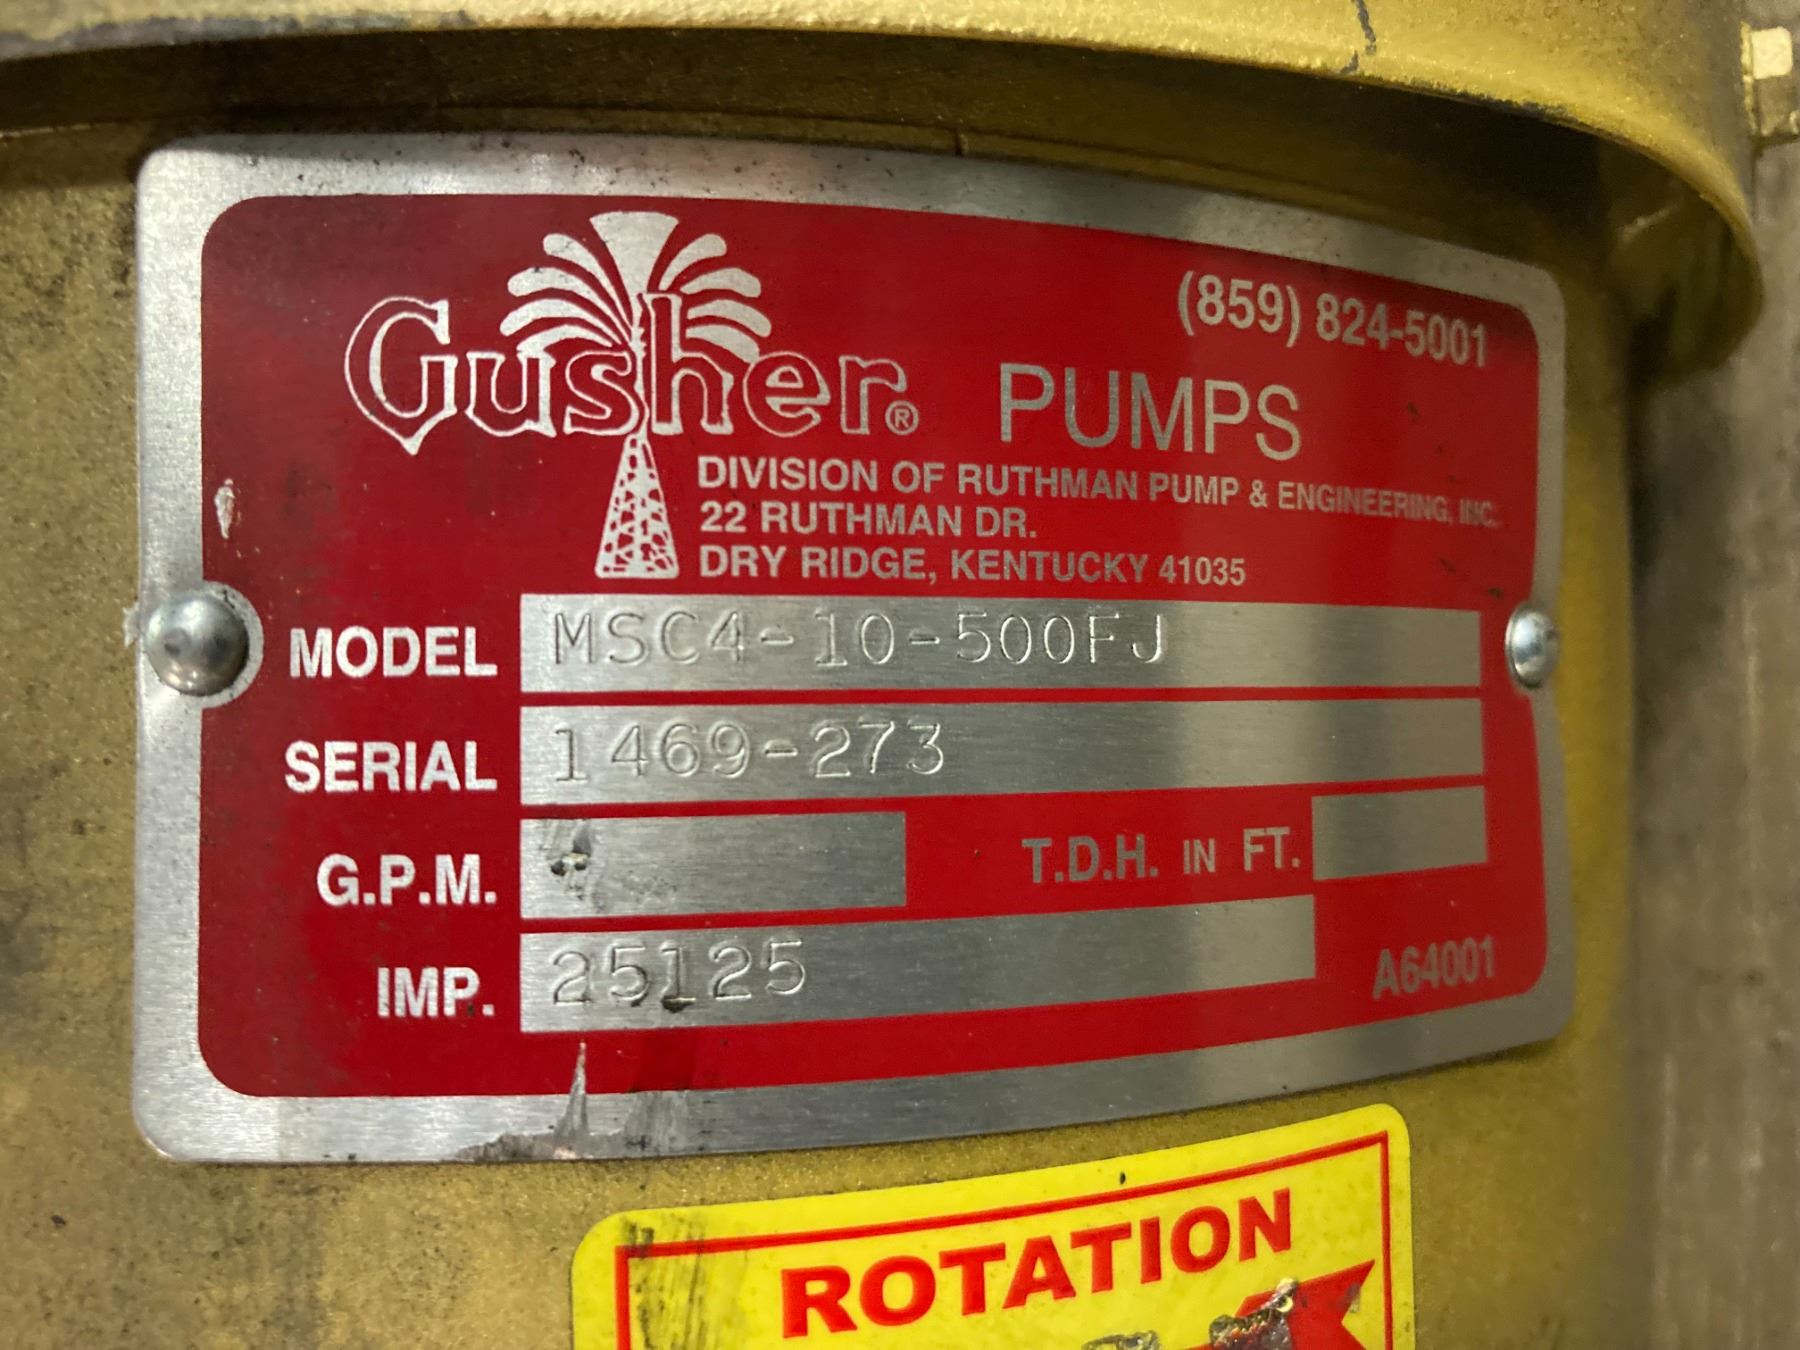 (859) 824-5001
Gusher® PUMPS
DIVISION OF RUTHMAN PUMP & ENGINEERING, INC.
22 RUTHMAN DR.
DRY RIDGE, KENTUCKY 41035
MODEL MSC4-10-500FJ
SERIAL 1469-273
G.P.M. T.D.H. IN FT.
IMP. 25125
A64001
ROTATION